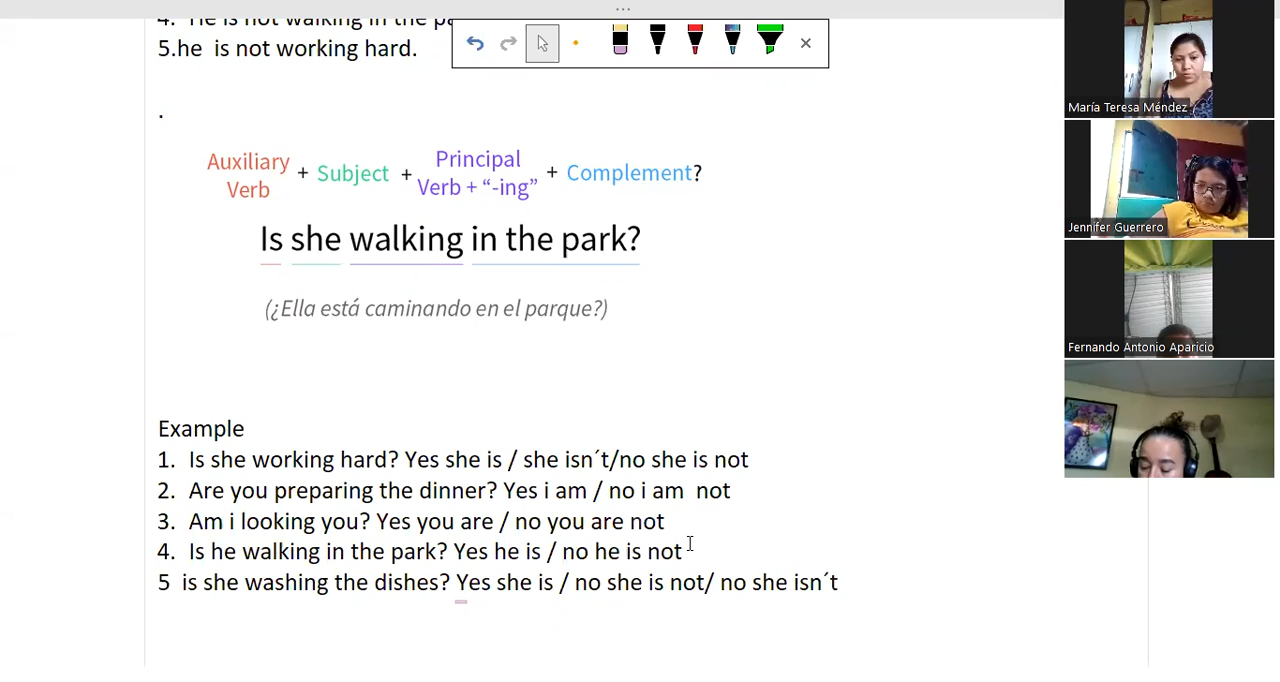 4. He is not walking in the pa
5.he is not working hard.
.
Auxiliary Verb + Subject + Principal Verb + “-ing” + Complement?
Is she walking in the park?
(¿Ella está caminando en el parque?)
Example
1. Is she working hard? Yes she is / she isn´t/no she is not
2. Are you preparing the dinner? Yes i am / no i am not
3. Am i looking you? Yes you are / no you are not
4. Is he walking in the park? Yes he is / no he is not
5 is she washing the dishes? Yes she is / no she is not/ no she isn´t
María Teresa Méndez
Jennifer Guerrero
Fernando Antonio Aparicio